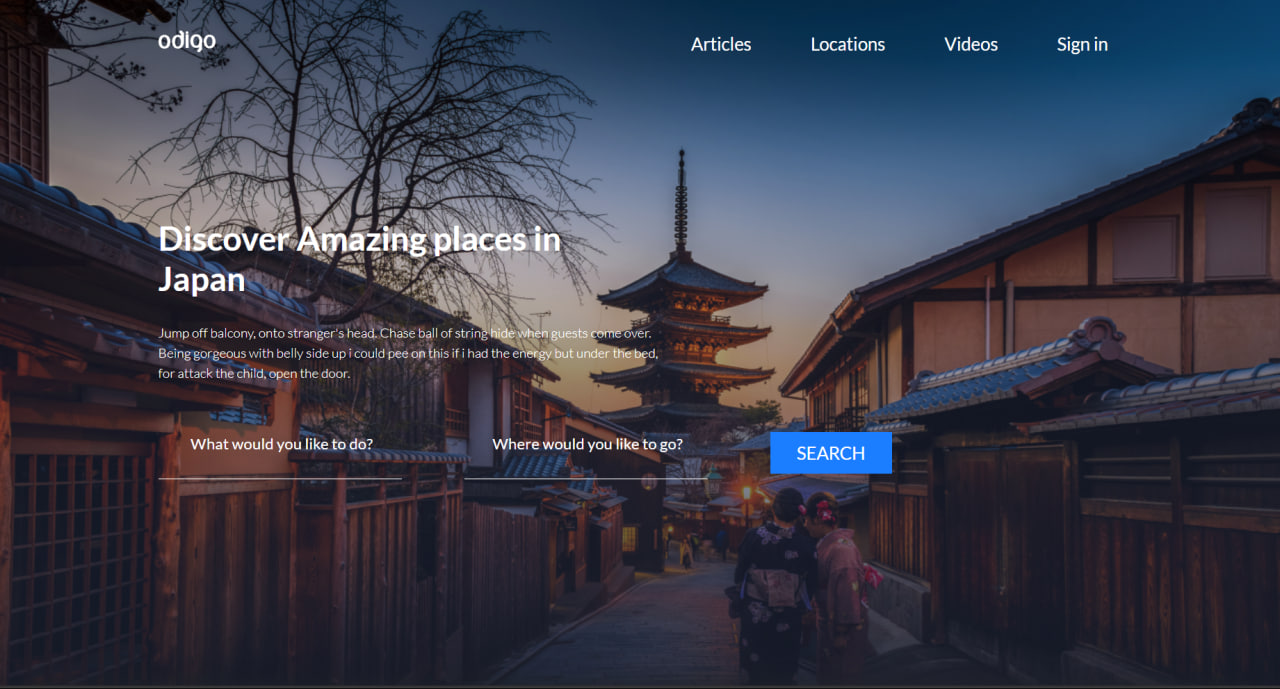 odigo
Articles Locations Videos Sign in
Discover Amazing places in
Japan
Jump off balcony, onto stranger's head. Chase ball of string hide when guests come over.
Being gorgeous with belly side up i could pee on this if i had the energy but under the bed,
for attack the child, open the door.
What would you like to do? Where would you like to go? SEARCH